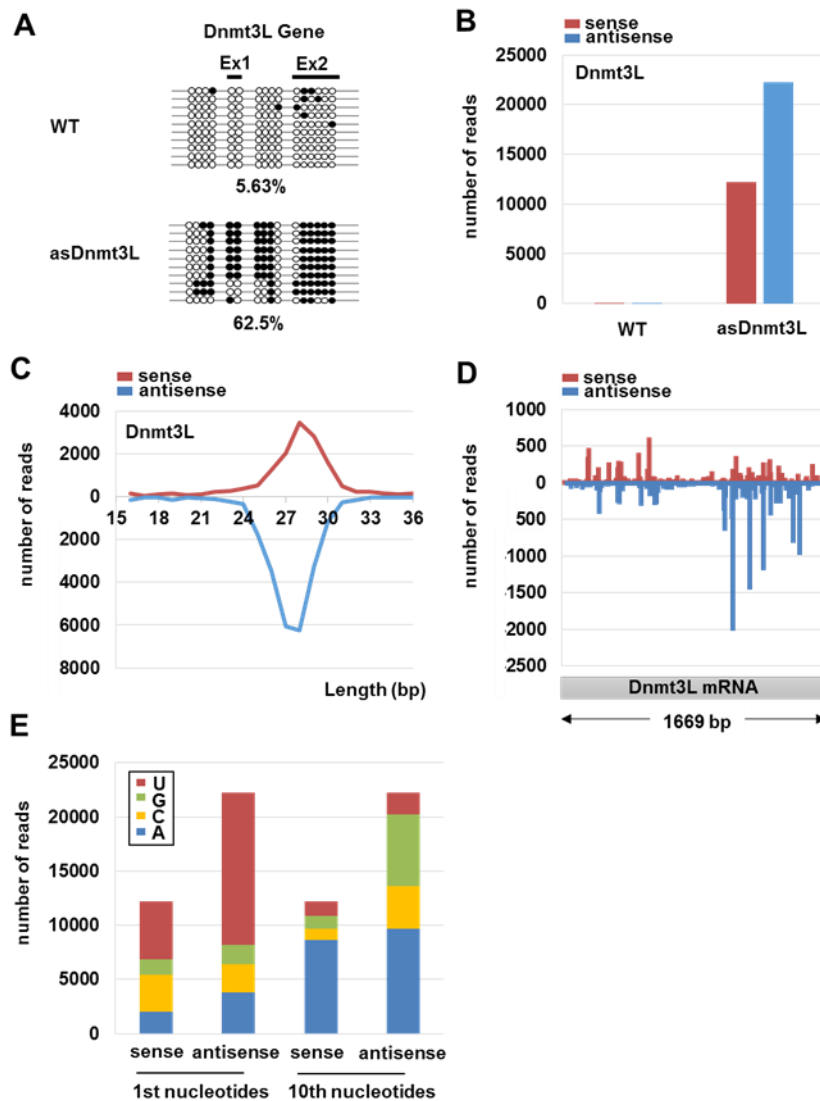 A
Dnmt3L Gene
Ex1 Ex2
WT
5.63%
asDnmt3L
62.5%
B
sense
antisense
Dnmt3L
number of reads
25000
20000
15000
10000
5000
0
WT asDnmt3L
C
sense
antisense
Dnmt3L
number of reads
4000
2000
0
2000
4000
6000
8000
15 18 21 24 27 30 33 36
Length (bp)
D
sense
antisense
number of reads
1000
500
0
500
1000
1500
2000
2500
Dnmt3L mRNA
1669 bp
E
U
G
C
A
number of reads
25000
20000
15000
10000
5000
0
sense antisense sense antisense
1st nucleotides 10th nucleotides